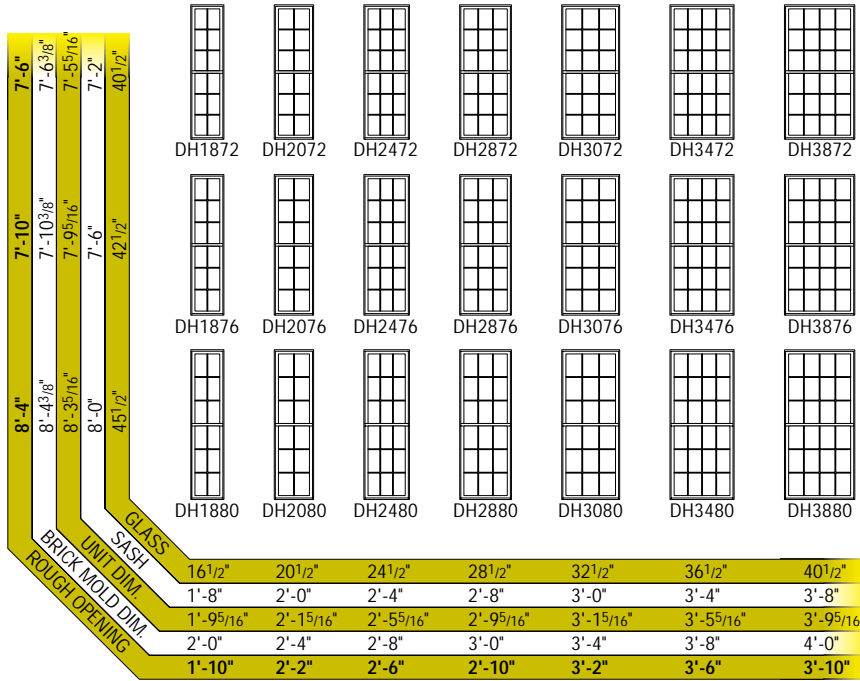 7'-6" 7'-6 3/8" 7'-5 5/16" 7'-2" 40 1/2"
DH1872 DH2072 DH2472 DH2872 DH3072 DH3472 DH3872
7'-10" 7'-10 3/8" 7'-9 5/16" 7'-6" 42 1/2"
DH1876 DH2076 DH2476 DH2876 DH3076 DH3476 DH3876
8'-4" 8'-4 3/8" 8'-3 5/16" 8'-0" 45 1/2"
DH1880 DH2080 DH2480 DH2880 DH3080 DH3480 DH3880
GLASS 16 1/2" 20 1/2" 24 1/2" 28 1/2" 32 1/2" 36 1/2" 40 1/2"
SASH 1'-8" 2'-0" 2'-4" 2'-8" 3'-0" 3'-4" 3'-8"
UNIT DIM. 1'-9 5/16" 2'-1 5/16" 2'-5 5/16" 2'-9 5/16" 3'-1 5/16" 3'-5 5/16" 3'-9 5/16
BRICK MOLD DIM. 2'-0" 2'-4" 2'-8" 3'-0" 3'-4" 3'-8" 4'-0"
ROUGH OPENING 1'-10" 2'-2" 2'-6" 2'-10" 3'-2" 3'-6" 3'-10"